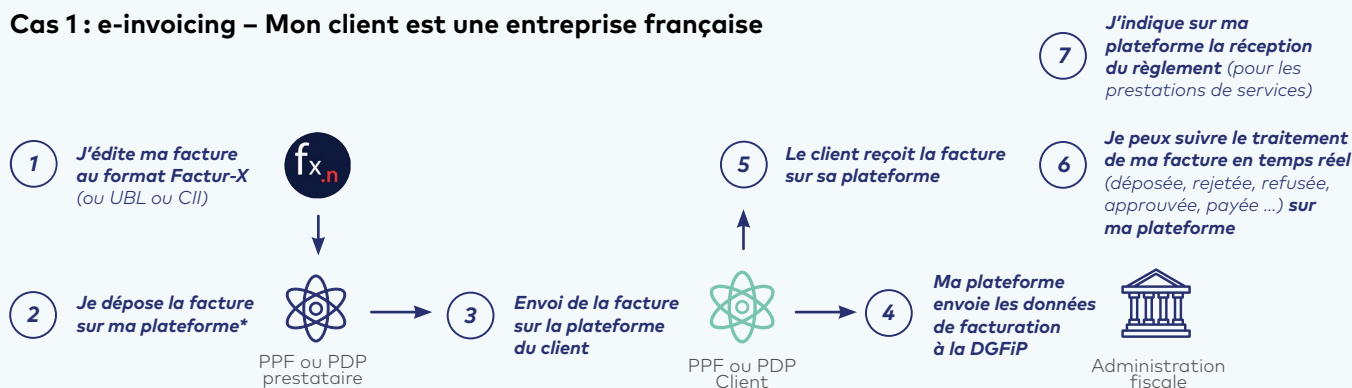 Cas 1 : e-invoicing – Mon client est une entreprise française
1
J'édite ma facture
au format Factur-X
(ou UBL ou CII)
fx.n
2
Je dépose la facture
sur ma plateforme*
PPF ou PDP
prestataire
3
Envoi de la facture
sur la plateforme
du client
PPF ou PDP
Client
4
Ma plateforme
envoie les données
de facturation
à la DGFiP
Administration
fiscale
5
Le client reçoit la facture
sur sa plateforme
6
Je peux suivre le traitement
de ma facture en temps réel
(déposée, rejetée, refusée,
approuvée, payée ...) sur
ma plateforme
7
J'indique sur ma
plateforme la réception
du règlement (pour les
prestations de services)